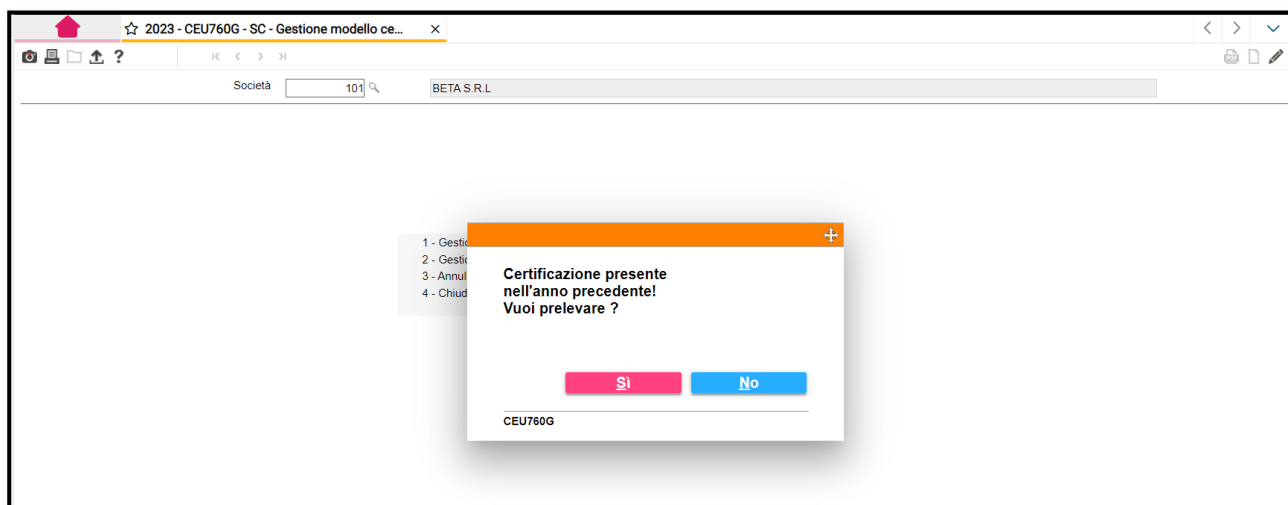 2023 - CEU760G - SC - Gestione modello ce...
?
Società 101 BETA S.R.L
1 - Gestio
2 - Gestio
3 - Annul
4 - Chiud
Certificazione presente
nell'anno precedente!
Vuoi prelevare ?
Sì No
CEU760G